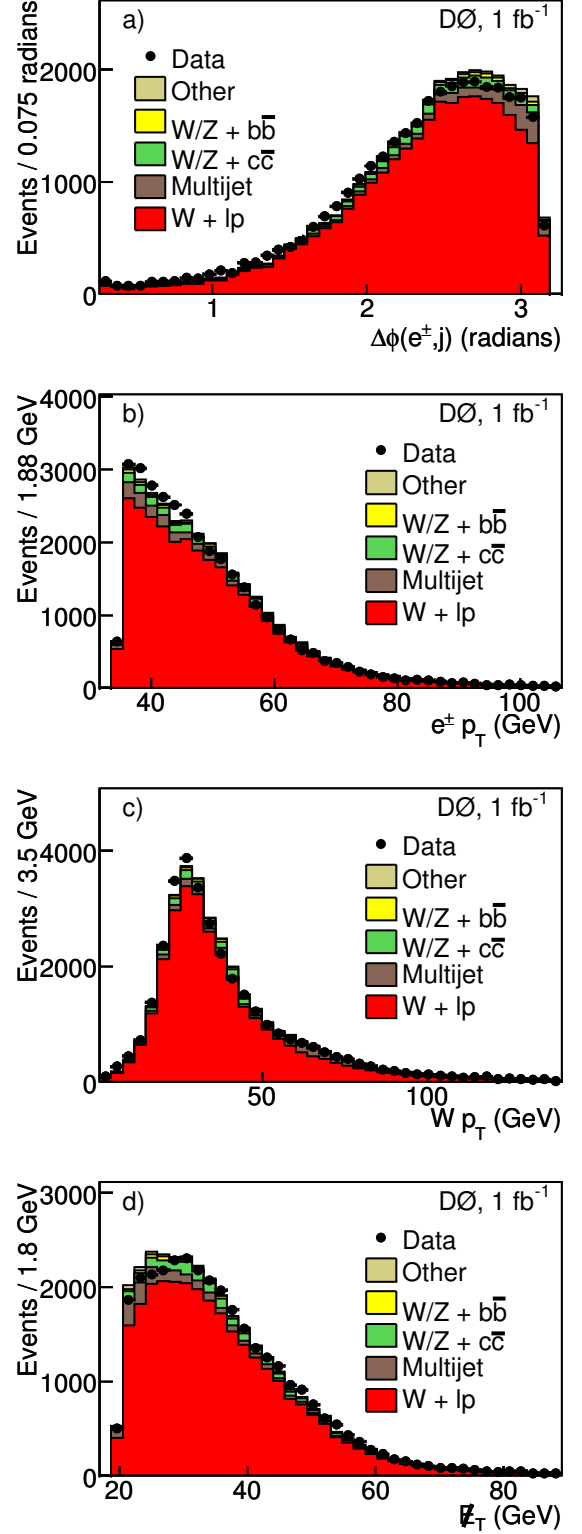 a) DØ, 1 fb⁻¹
Events / 0.075 radians
2000
1000
0
Data
Other
W/Z + bb̄
W/Z + cc̄
Multijet
W + lp
1 2 3
Δϕ(e±,j) (radians)
b) DØ, 1 fb⁻¹
Events / 1.88 GeV
4000
3000
2000
1000
0
Data
Other
W/Z + bb̄
W/Z + cc̄
Multijet
W + lp
40 60 80 100
e± p_T (GeV)
c) DØ, 1 fb⁻¹
Events / 3.5 GeV
4000
2000
0
Data
Other
W/Z + bb̄
W/Z + cc̄
Multijet
W + lp
50 100
W p_T (GeV)
d) DØ, 1 fb⁻¹
Events / 1.8 GeV
3000
2000
1000
0
Data
Other
W/Z + bb̄
W/Z + cc̄
Multijet
W + lp
20 40 60 80
E̸_T (GeV)